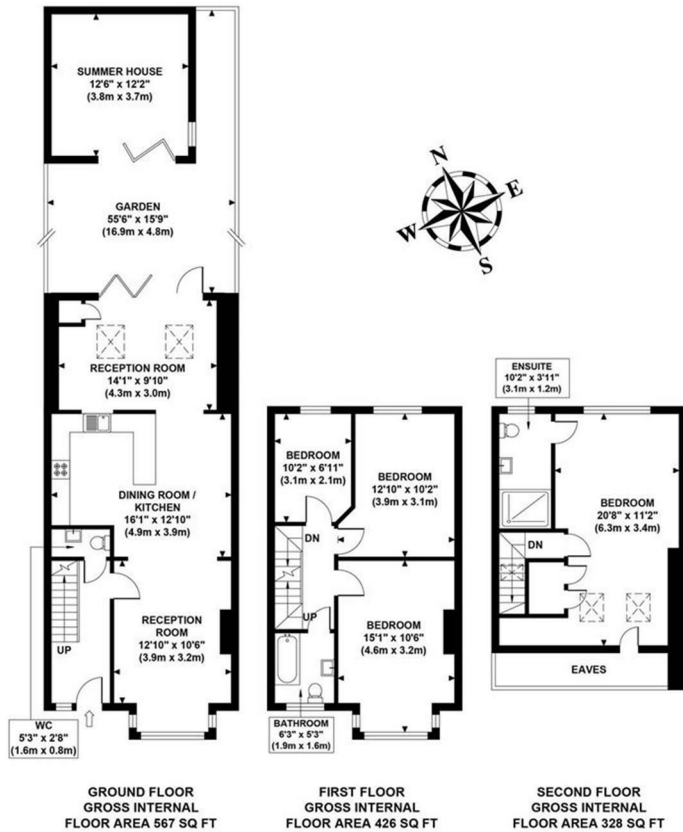 SUMMER HOUSE
12'6" x 12'2"
(3.8m x 3.7m)
GARDEN
55'6" x 15'9"
(16.9m x 4.8m)
N
E
W
S
RECEPTION ROOM
14'1" x 9'10"
(4.3m x 3.0m)
DINING ROOM /
KITCHEN
16'1" x 12'10"
(4.9m x 3.9m)
RECEPTION
ROOM
12'10" x 10'6"
(3.9m x 3.2m)
UP
WC
5'3" x 2'8"
(1.6m x 0.8m)
GROUND FLOOR
GROSS INTERNAL
FLOOR AREA 567 SQ FT
BEDROOM
10'2" x 6'11"
(3.1m x 2.1m)
BEDROOM
12'10" x 10'2"
(3.9m x 3.1m)
DN
UP
BEDROOM
15'1" x 10'6"
(4.6m x 3.2m)
BATHROOM
6'3" x 5'3"
(1.9m x 1.6m)
FIRST FLOOR
GROSS INTERNAL
FLOOR AREA 426 SQ FT
ENSUITE
10'2" x 3'11"
(3.1m x 1.2m)
BEDROOM
20'8" x 11'2"
(6.3m x 3.4m)
DN
EAVES
SECOND FLOOR
GROSS INTERNAL
FLOOR AREA 328 SQ FT